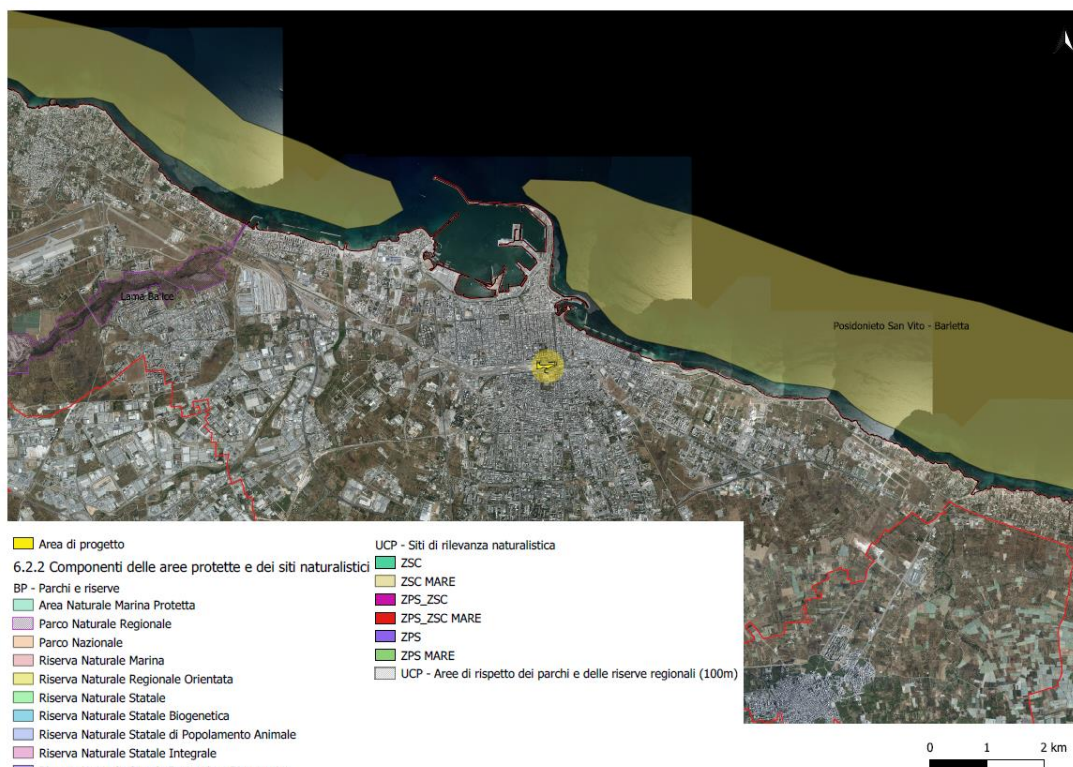 Lama Balice
Posidonieto San Vito - Barletta
Area di progetto
6.2.2 Componenti delle aree protette e dei siti naturalistici
BP - Parchi e riserve
Area Naturale Marina Protetta
Parco Naturale Regionale
Parco Nazionale
Riserva Naturale Marina
Riserva Naturale Regionale Orientata
Riserva Naturale Statale
Riserva Naturale Statale Biogenetica
Riserva Naturale Statale di Popolamento Animale
Riserva Naturale Statale Integrale
UCP - Siti di rilevanza naturalistica
ZSC
ZSC MARE
ZPS_ZSC
ZPS_ZSC MARE
ZPS
ZPS MARE
UCP - Aree di rispetto dei parchi e delle riserve regionali (100m)
0 1 2 km